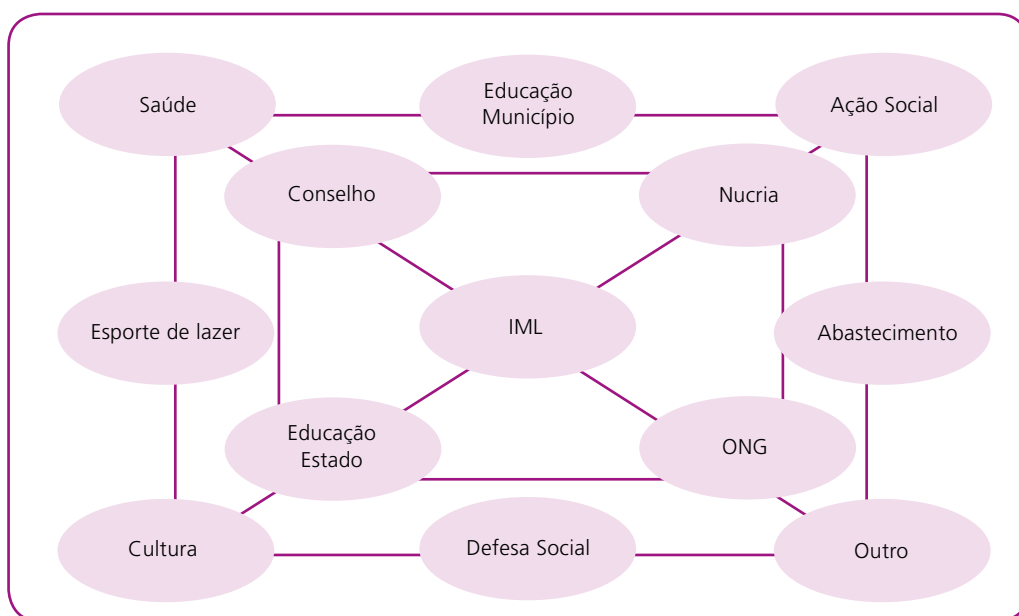 Saúde
Educação
Município
Ação Social
Conselho
Nucria
Esporte de lazer
IML
Abastecimento
Educação
Estado
ONG
Cultura
Defesa Social
Outro